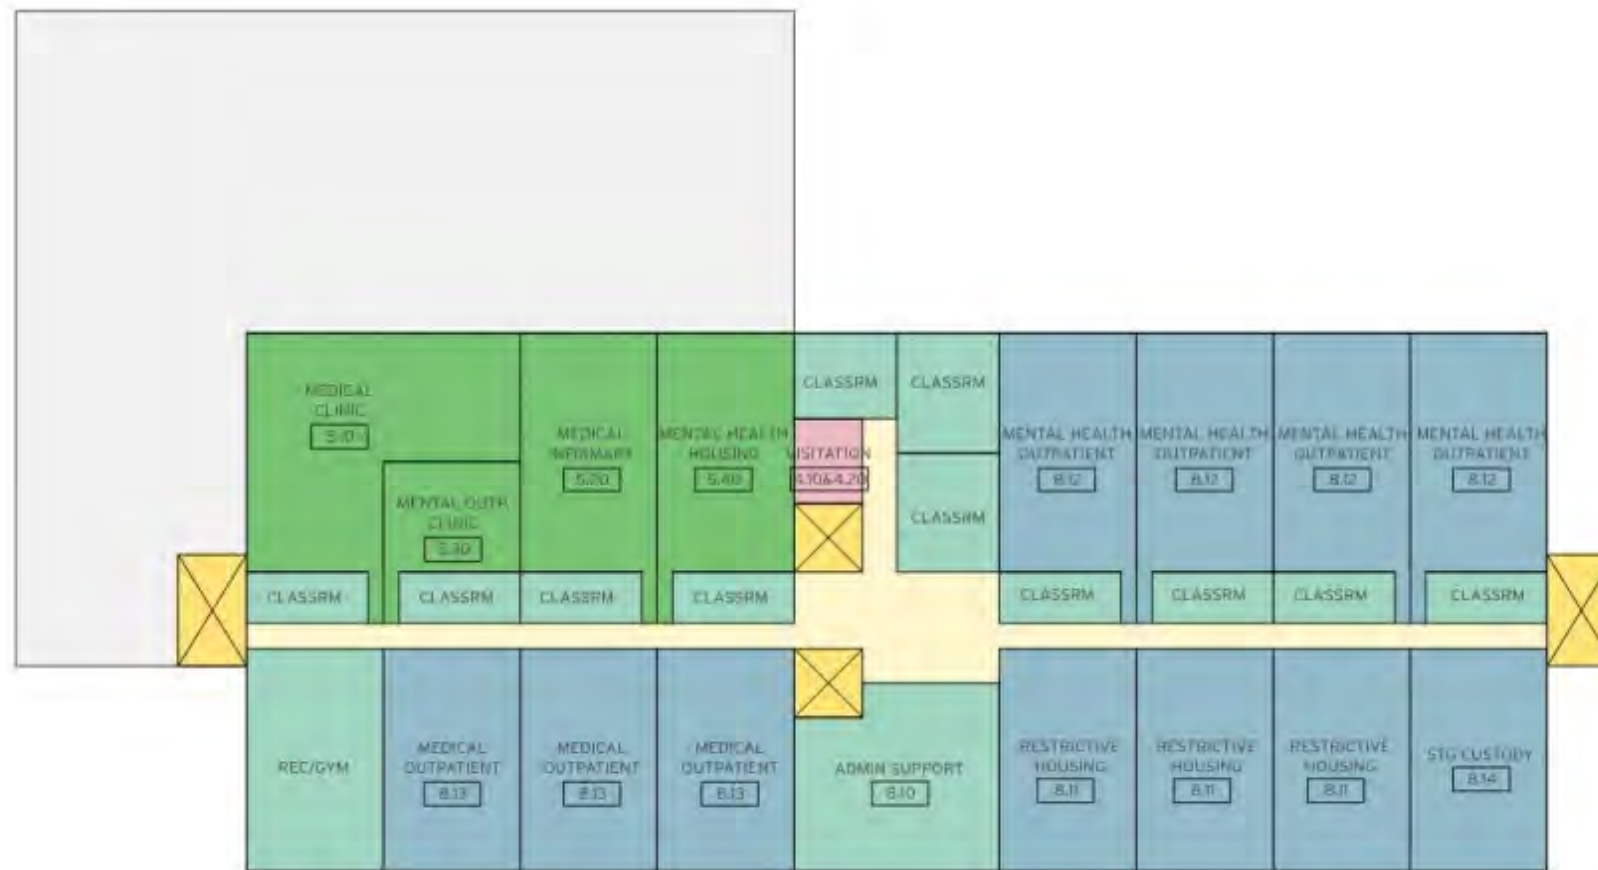 MEDICAL
CLINIC
5.10
MENTAL OUTP.
CLINIC
5.30
MEDICAL
INFIRMARY
5.20
MENTAL HEALTH
HOUSING
5.40
CLASSRM
CLASSRM
VISITATION
4.10&4.20
CLASSRM
MENTAL HEALTH
OUTPATIENT
8.12
MENTAL HEALTH
OUTPATIENT
8.12
MENTAL HEALTH
OUTPATIENT
8.12
MENTAL HEALTH
OUTPATIENT
8.12
CLASSRM
CLASSRM
CLASSRM
CLASSRM
CLASSRM
CLASSRM
CLASSRM
CLASSRM
REC/GYM
MEDICAL
OUTPATIENT
8.13
MEDICAL
OUTPATIENT
8.13
MEDICAL
OUTPATIENT
8.13
ADMIN SUPPORT
8.10
RESTRICTIVE
HOUSING
8.11
RESTRICTIVE
HOUSING
8.11
RESTRICTIVE
HOUSING
8.11
STG CUSTODY
8.14